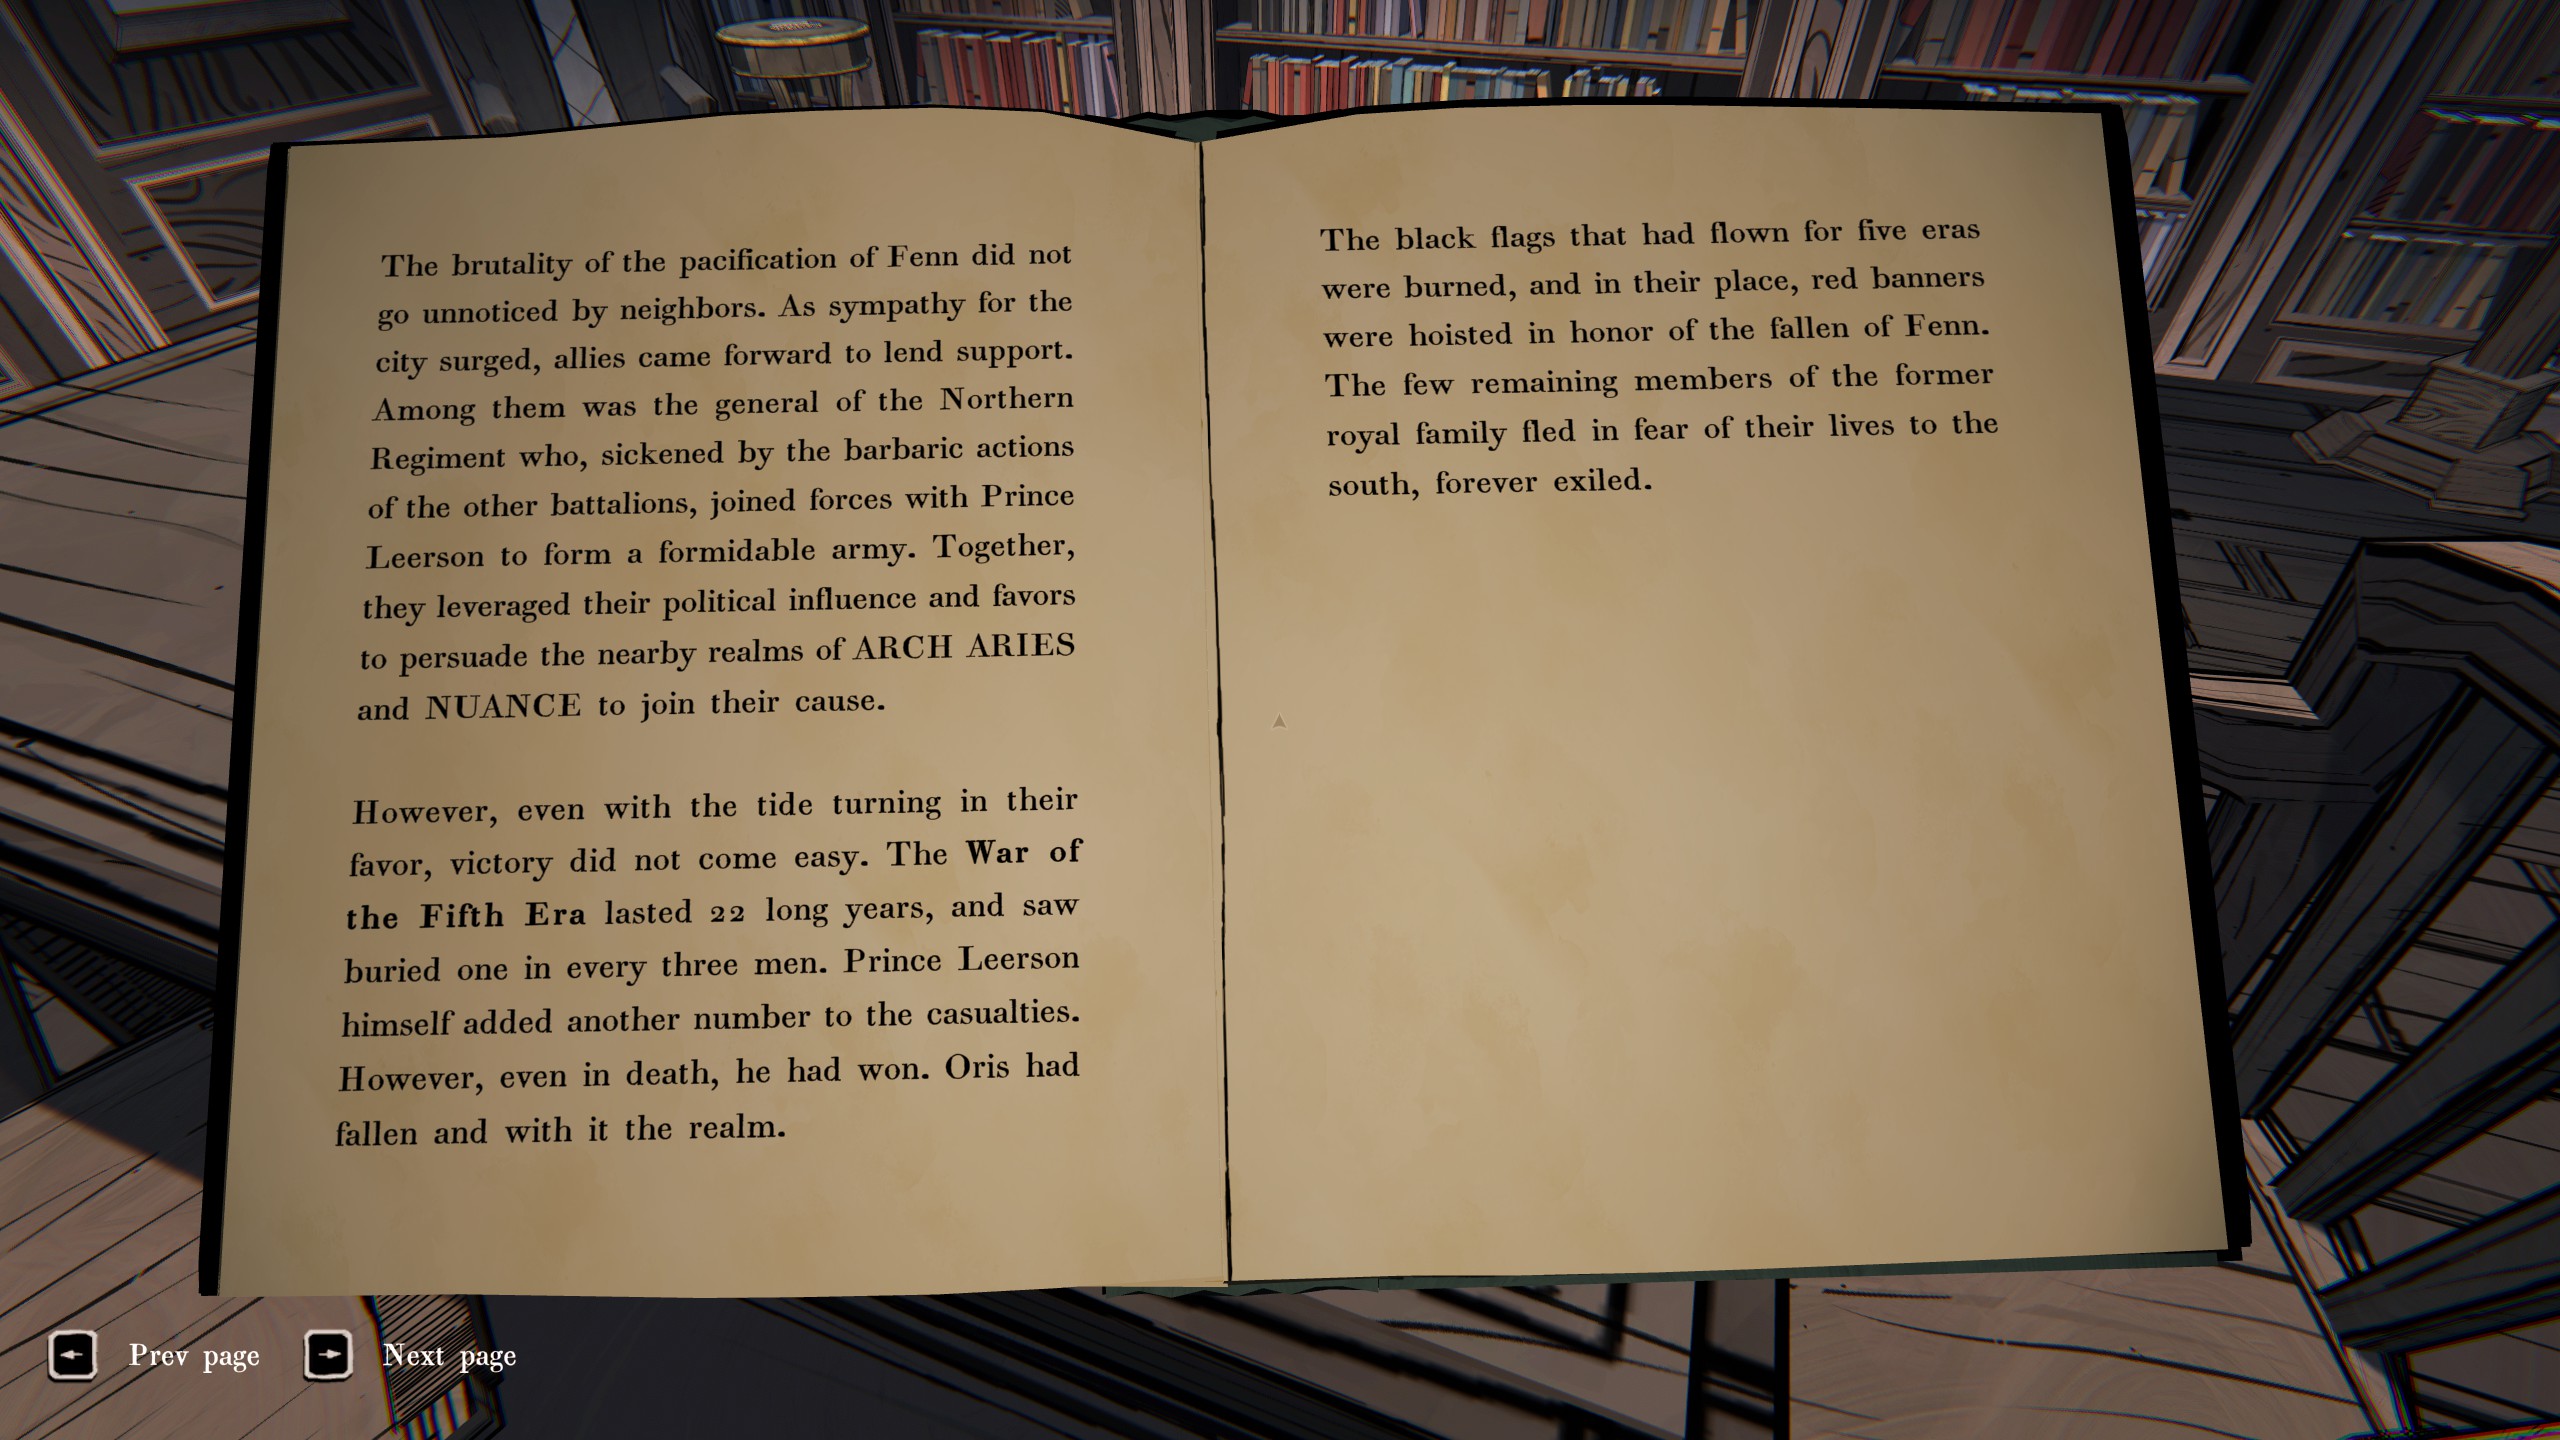 The brutality of the pacification of Fenn did not
go unnoticed by neighbors. As sympathy for the
city surged, allies came forward to lend support.
Among them was the general of the Northern
Regiment who, sickened by the barbaric actions
of the other battalions, joined forces with Prince
Leerson to form a formidable army. Together,
they leveraged their political influence and favors
to persuade the nearby realms of ARCH ARIES
and NUANCE to join their cause.
However, even with the tide turning in their
favor, victory did not come easy. The War of
the Fifth Era lasted 22 long years, and saw
buried one in every three men. Prince Leerson
himself added another number to the casualties.
However, even in death, he had won. Oris had
fallen and with it the realm.
The black flags that had flown for five eras
were burned, and in their place, red banners
were hoisted in honor of the fallen of Fenn.
The few remaining members of the former
royal family fled in fear of their lives to the
south, forever exiled.
Prev page
Next page